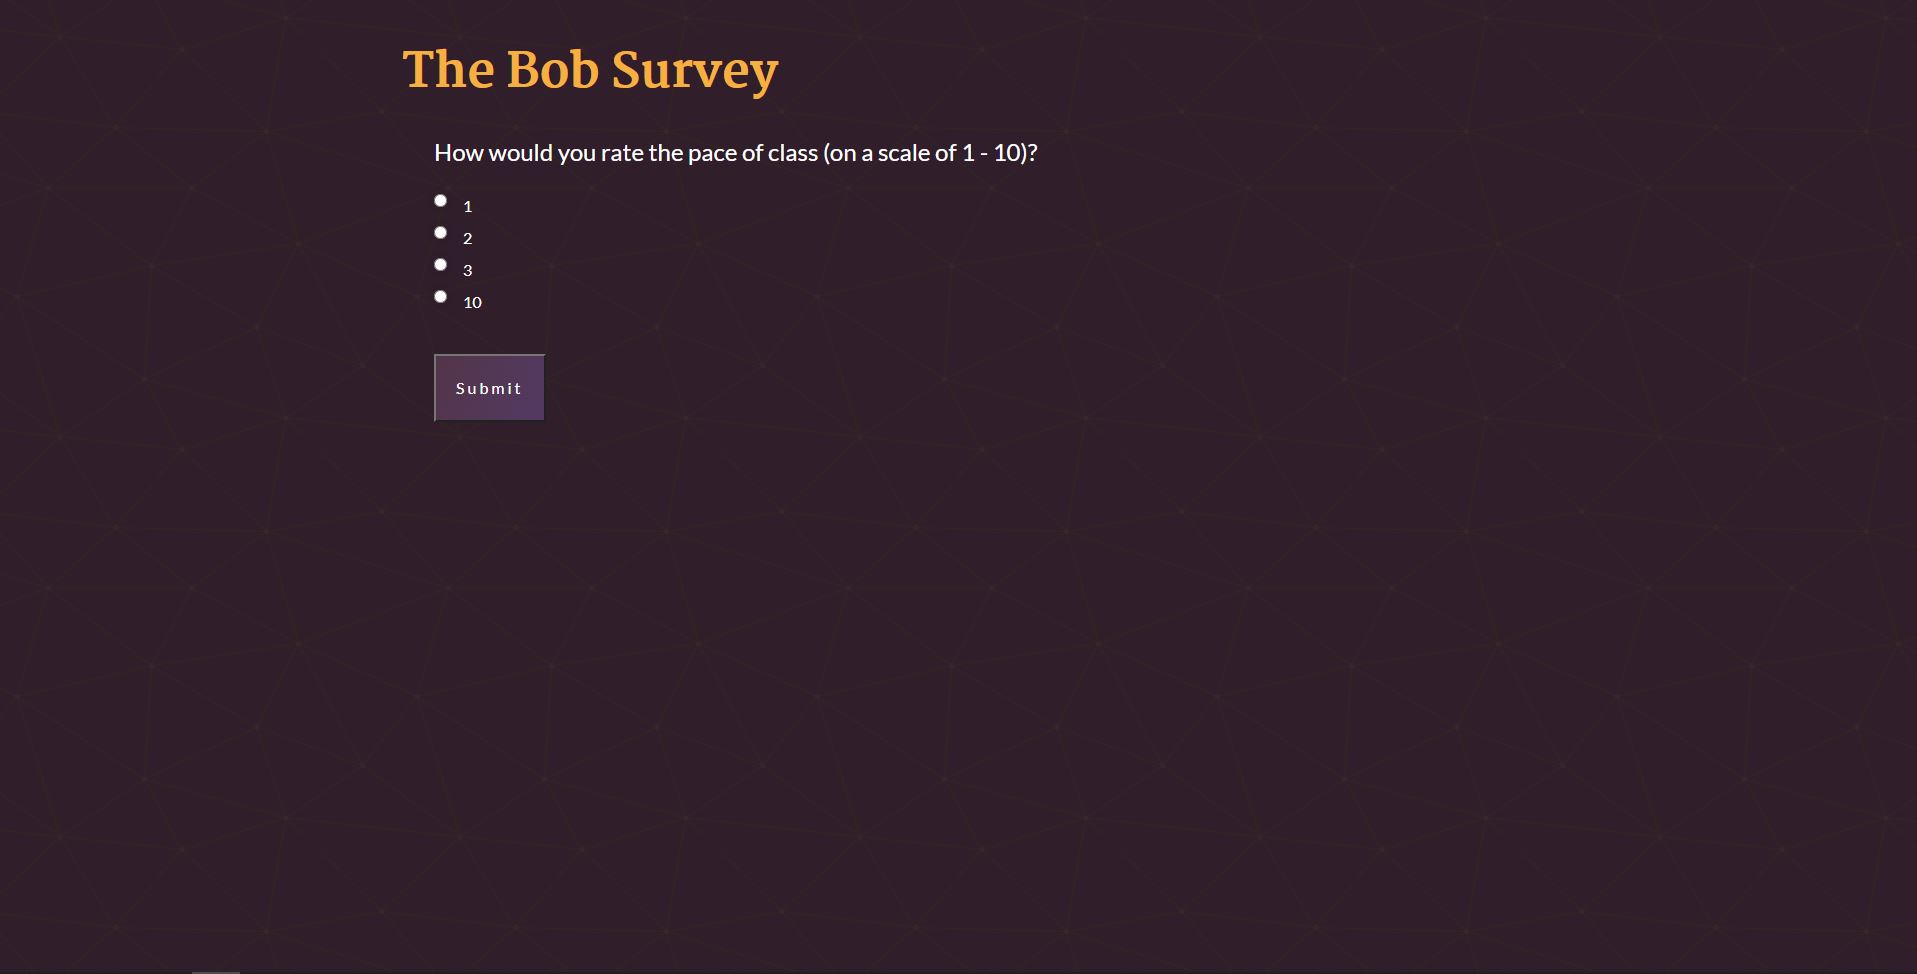 The Bob Survey
How would you rate the pace of class (on a scale of 1 - 10)?
1
2
3
10
Submit